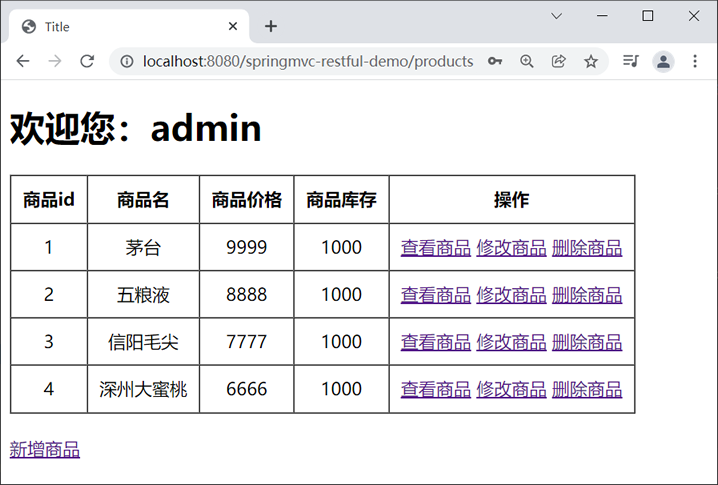 Title
localhost:8080/springmvc-restful-demo/products
欢迎您：admin
商品id 商品名 商品价格 商品库存 操作
1 茅台 9999 1000 查看商品 修改商品 删除商品
2 五粮液 8888 1000 查看商品 修改商品 删除商品
3 信阳毛尖 7777 1000 查看商品 修改商品 删除商品
4 深州大蜜桃 6666 1000 查看商品 修改商品 删除商品
新增商品